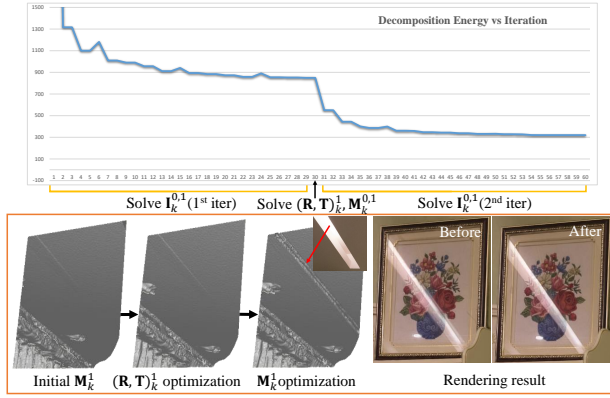 Decomposition Energy vs Iteration
1500
1300
1100
900
700
500
300
100
-100
1 2 3 4 5 6 7 8 9 10 11 12 13 14 15 16 17 18 19 20 21 22 23 24 25 26 27 28 29 30 31 32 33 34 35 36 37 38 39 40 41 42 43 44 45 46 47 48 49 50 51 52 53 54 55 56 57 58 59 60
Solve I_k^{0,1}(1st iter) Solve (R, T)_k^1, M_k^{0,1} Solve I_k^{0,1}(2nd iter)
Before After
Initial M_k^1 (R, T)_k^1 optimization M_k^1 optimization Rendering result